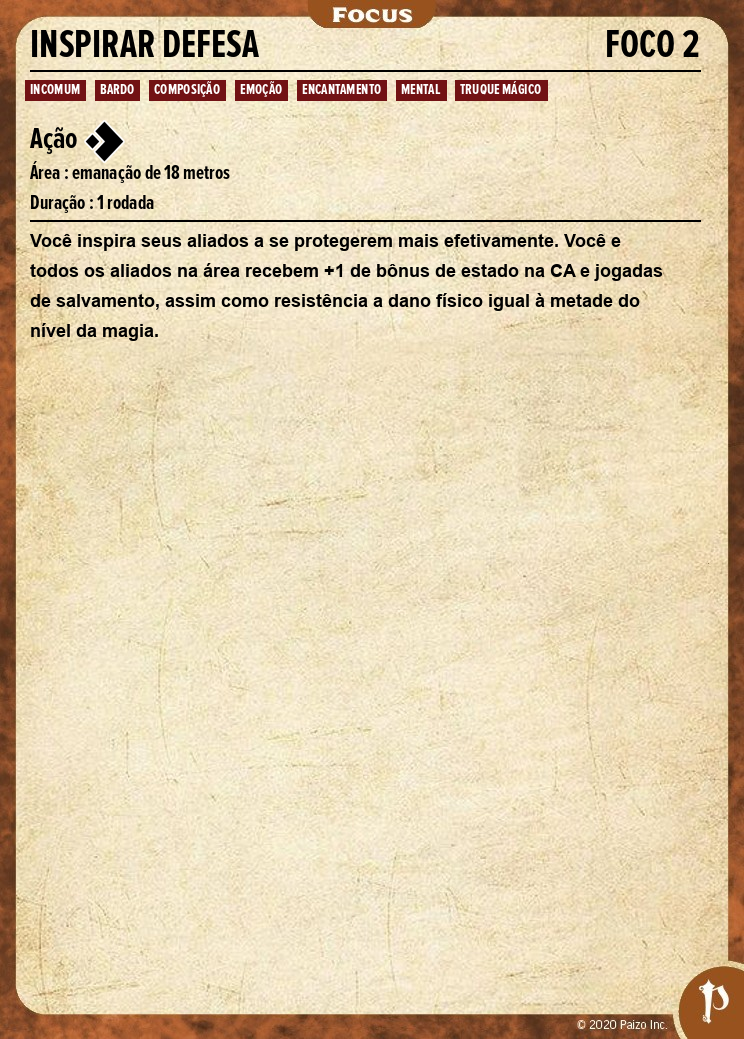 Focus
INSPIRAR DEFESA FOCO 2
INCOMUM BARDO COMPOSIÇÃO EMOÇÃO ENCANTAMENTO MENTAL TRUQUE MÁGICO
Ação
Área : emanação de 18 metros
Duração : 1 rodada
Você inspira seus aliados a se protegerem mais efetivamente. Você e
todos os aliados na área recebem +1 de bônus de estado na CA e jogadas
de salvamento, assim como resistência a dano físico igual à metade do
nível da magia.
© 2020 Paizo Inc.
P